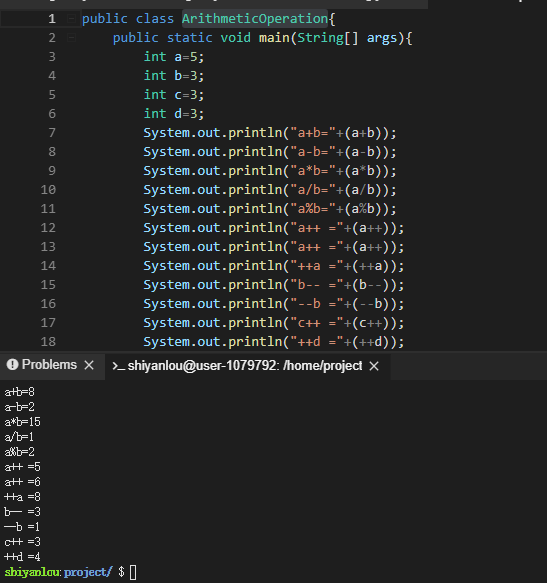 1 public class ArithmeticOperation{
2 public static void main(String[] args){
3 int a=5;
4 int b=3;
5 int c=3;
6 int d=3;
7 System.out.println("a+b="+(a+b));
8 System.out.println("a-b="+(a-b));
9 System.out.println("a*b="+(a*b));
10 System.out.println("a/b="+(a/b));
11 System.out.println("a%b="+(a%b));
12 System.out.println("a++ ="+(a++));
13 System.out.println("a++ ="+(a++));
14 System.out.println("++a ="+(++a));
15 System.out.println("b-- ="+(b--));
16 System.out.println("--b ="+(--b));
17 System.out.println("c++ ="+(c++));
18 System.out.println("++d ="+(++d));
Problems × >_ shiyanlou@user-1079792: /home/project ×
a+b=8
a-b=2
a*b=15
a/b=1
a%b=2
a++ =5
a++ =6
++a =8
b-- =3
--b =1
c++ =3
++d =4
shiyanlou:project/ $